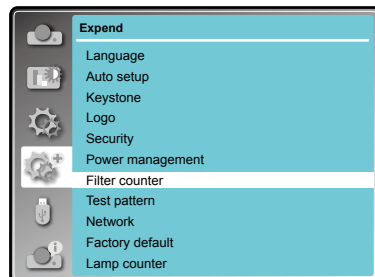 Expend
Language
Auto setup
Keystone
Logo
Security
Power management
Filter counter
Test pattern
Network
Factory default
Lamp counter